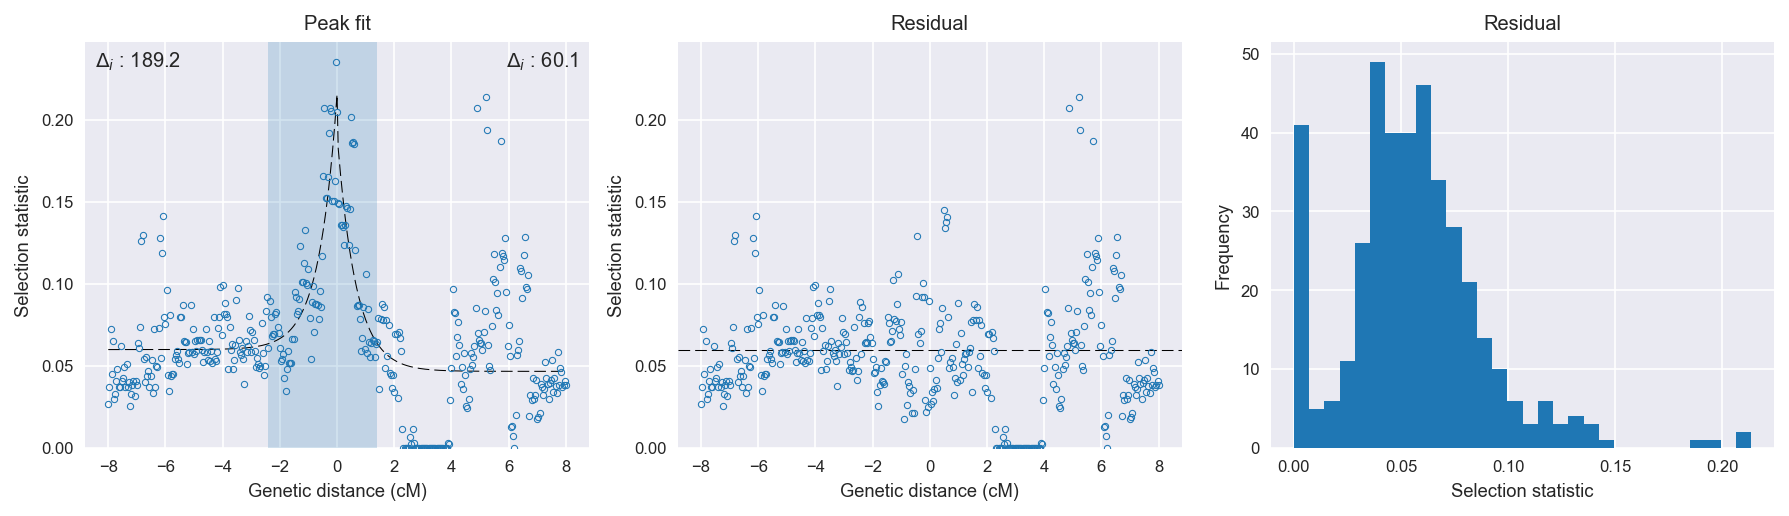 Peak fit
Δi : 189.2
Δi : 60.1
0.20
0.15
0.10
0.05
0.00
Selection statistic
−8 −6 −4 −2 0 2 4 6 8
Genetic distance (cM)
Residual
0.20
0.15
0.10
0.05
0.00
Selection statistic
−8 −6 −4 −2 0 2 4 6 8
Genetic distance (cM)
Residual
50
40
30
20
10
0
Frequency
0.00 0.05 0.10 0.15 0.20
Selection statistic